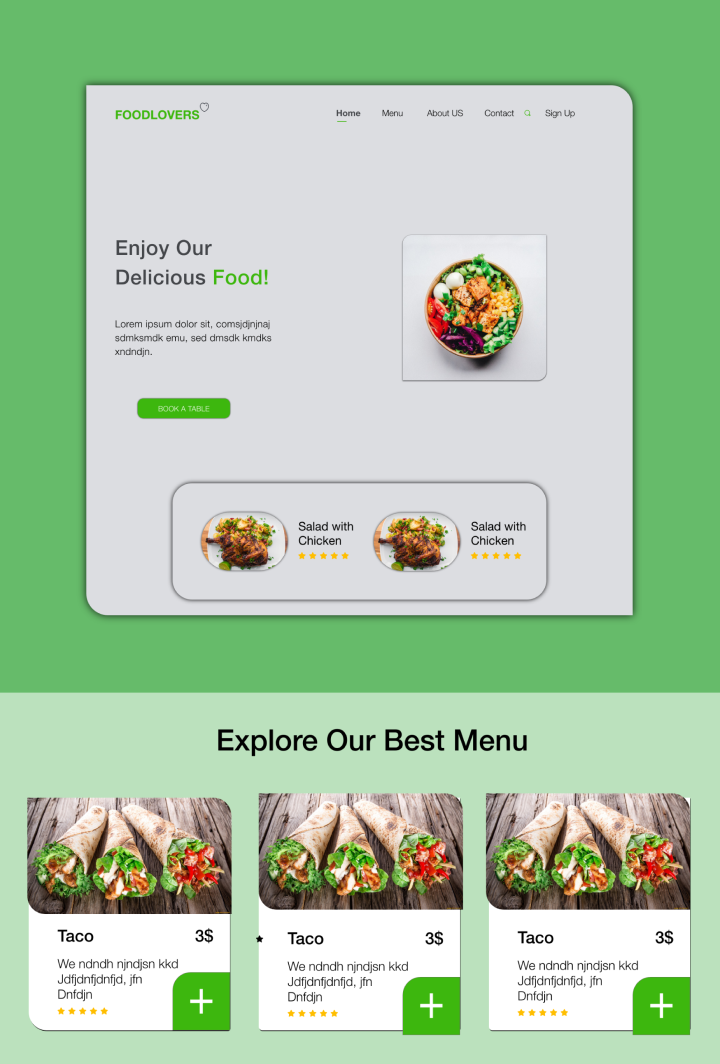 FOODLOVERS
Home Menu About US Contact Sign Up
Enjoy Our
Delicious Food!
Lorem ipsum dolor sit, comsjdjnjnaj
sdmksmdk emu, sed dmsdk kmdks
xndndjn.
BOOK A TABLE
Salad with
Chicken
Salad with
Chicken
Explore Our Best Menu
Taco 3$
We ndndh njndjsn kkd
Jdfjdnfjdnfjd, jfn
Dnfdjn
Taco 3$
We ndndh njndjsn kkd
Jdfjdnfjdnfjd, jfn
Dnfdjn
Taco 3$
We ndndh njndjsn kkd
Jdfjdnfjdnfjd, jfn
Dnfdjn